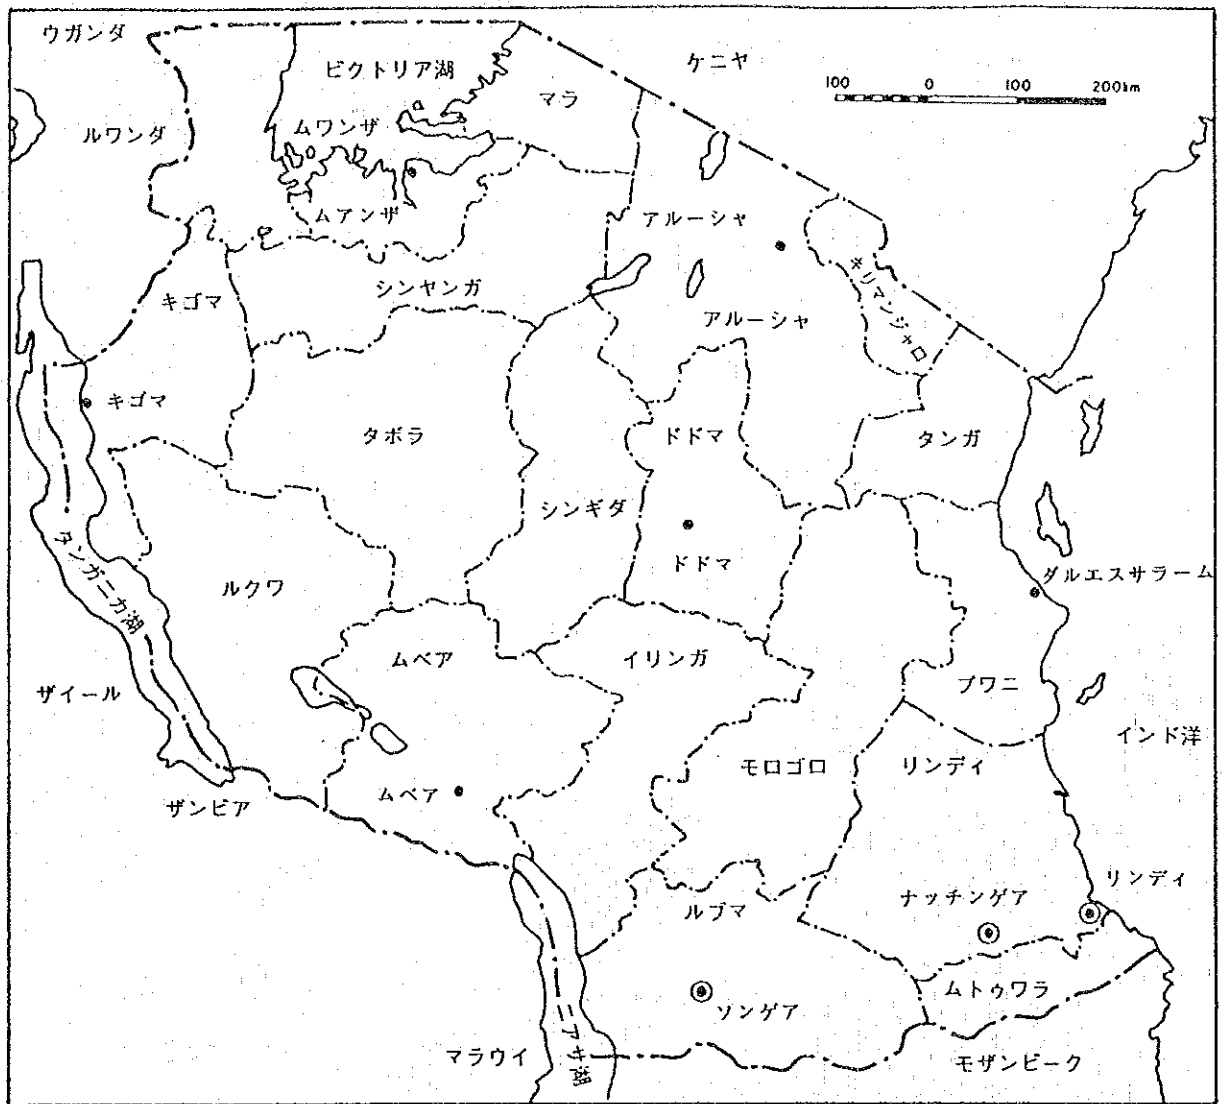 ウガンダ
ケニヤ
ビクトリア湖
マラ
100 0 100 200km
ルワンダ
ムワンザ
ムアンザ
アルーシャ
キリマンジャロ
キゴマ
シンヤンガ
アルーシャ
キゴマ
タボラ
ドドマ
タンガ
シンギダ
ドドマ
ダルエスサラーム
タンガニカ湖
ルクワ
ムベア
イリンガ
ザイール
プワニ
インド洋
モロゴロ
リンディ
ムベア
ザンビア
リンディ
ナッチンゲア
ルブマ
ムトゥワラ
ソンゲア
マラウイ
ニアサ湖
モザンビーク